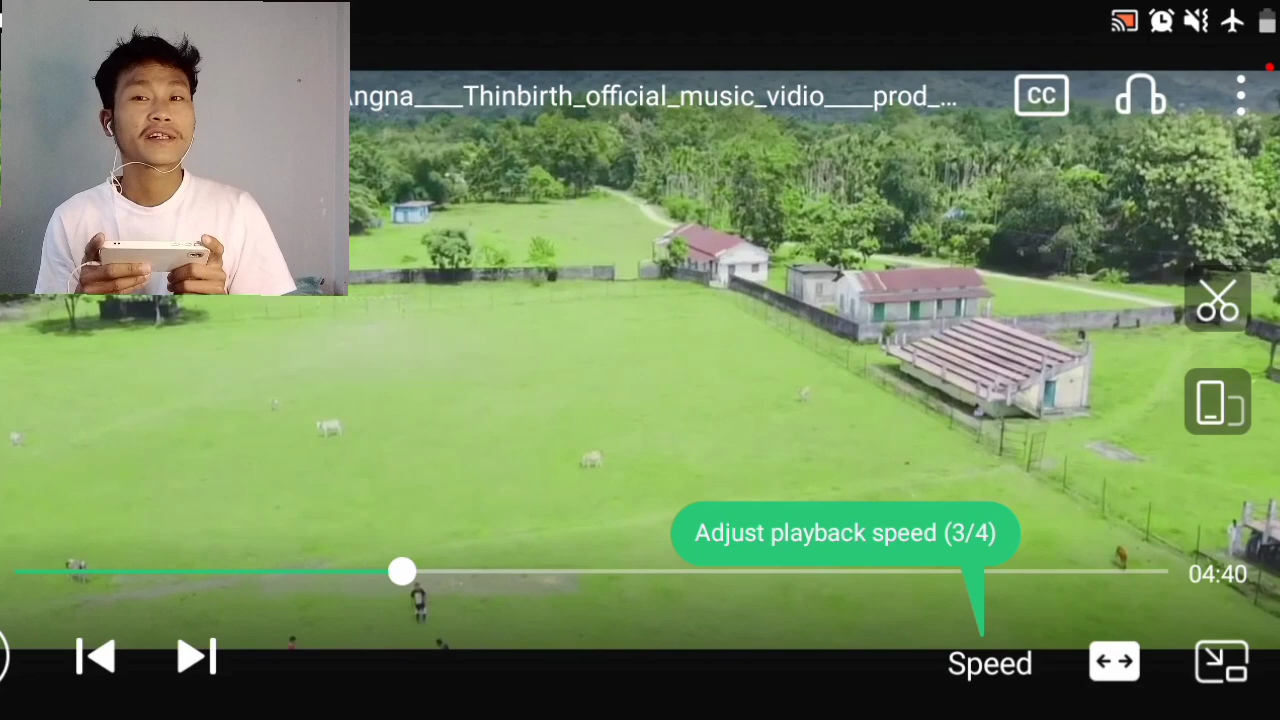 Angna____Thinbirth_official_music_vidio____prod_...
CC
Adjust playback speed (3/4)
04:40
Speed